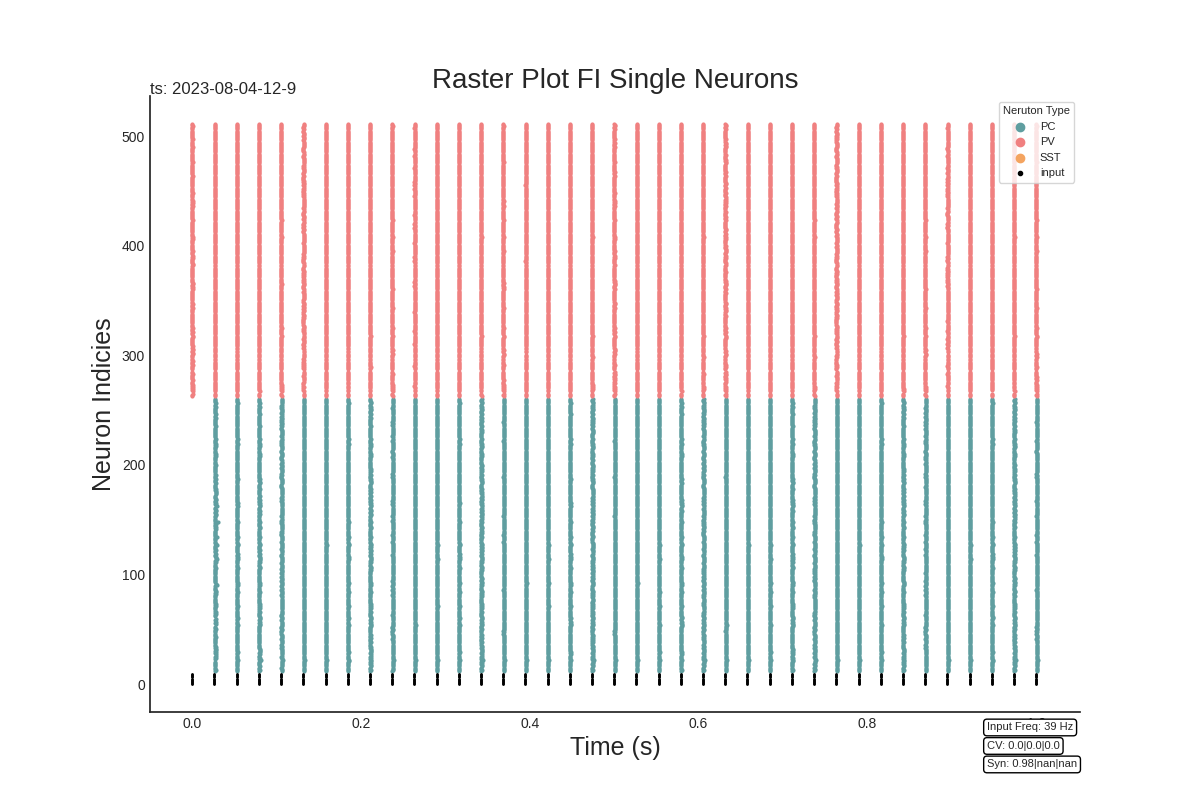 Raster Plot FI Single Neurons
ts: 2023-08-04-12-9
Neruton Type
PC
PV
SST
input
Neuron Indicies
500
400
300
200
100
0
0.0 0.2 0.4 0.6 0.8
Time (s)
Input Freq: 39 Hz
CV: 0.0|0.0|0.0
Syn: 0.98|nan|nan